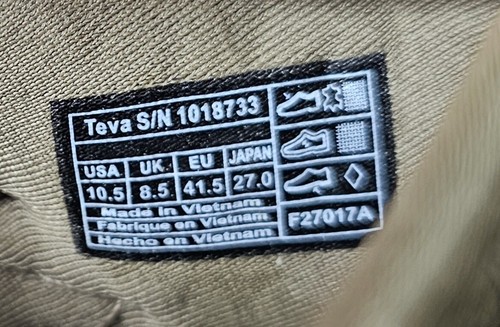 Teva S/N 1018733
USA UK EU JAPAN
10.5 8.5 41.5 27.0
Made in Vietnam
Fabrique en Vietnam
Hecho en Vietnam
F27017A